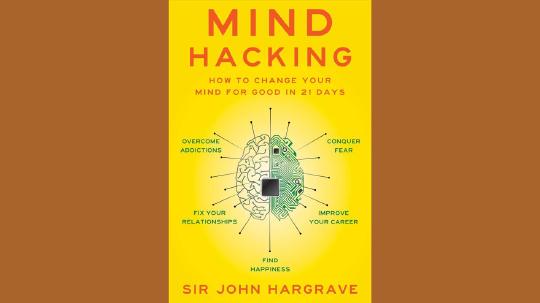 MIND
HACKING
HOW TO CHANGE YOUR
MIND FOR GOOD IN 21 DAYS
OVERCOME
ADDICTIONS
CONQUER
FEAR
FIX YOUR
RELATIONSHIPS
IMPROVE
YOUR CAREER
FIND
HAPPINESS
SIR JOHN HARGRAVE